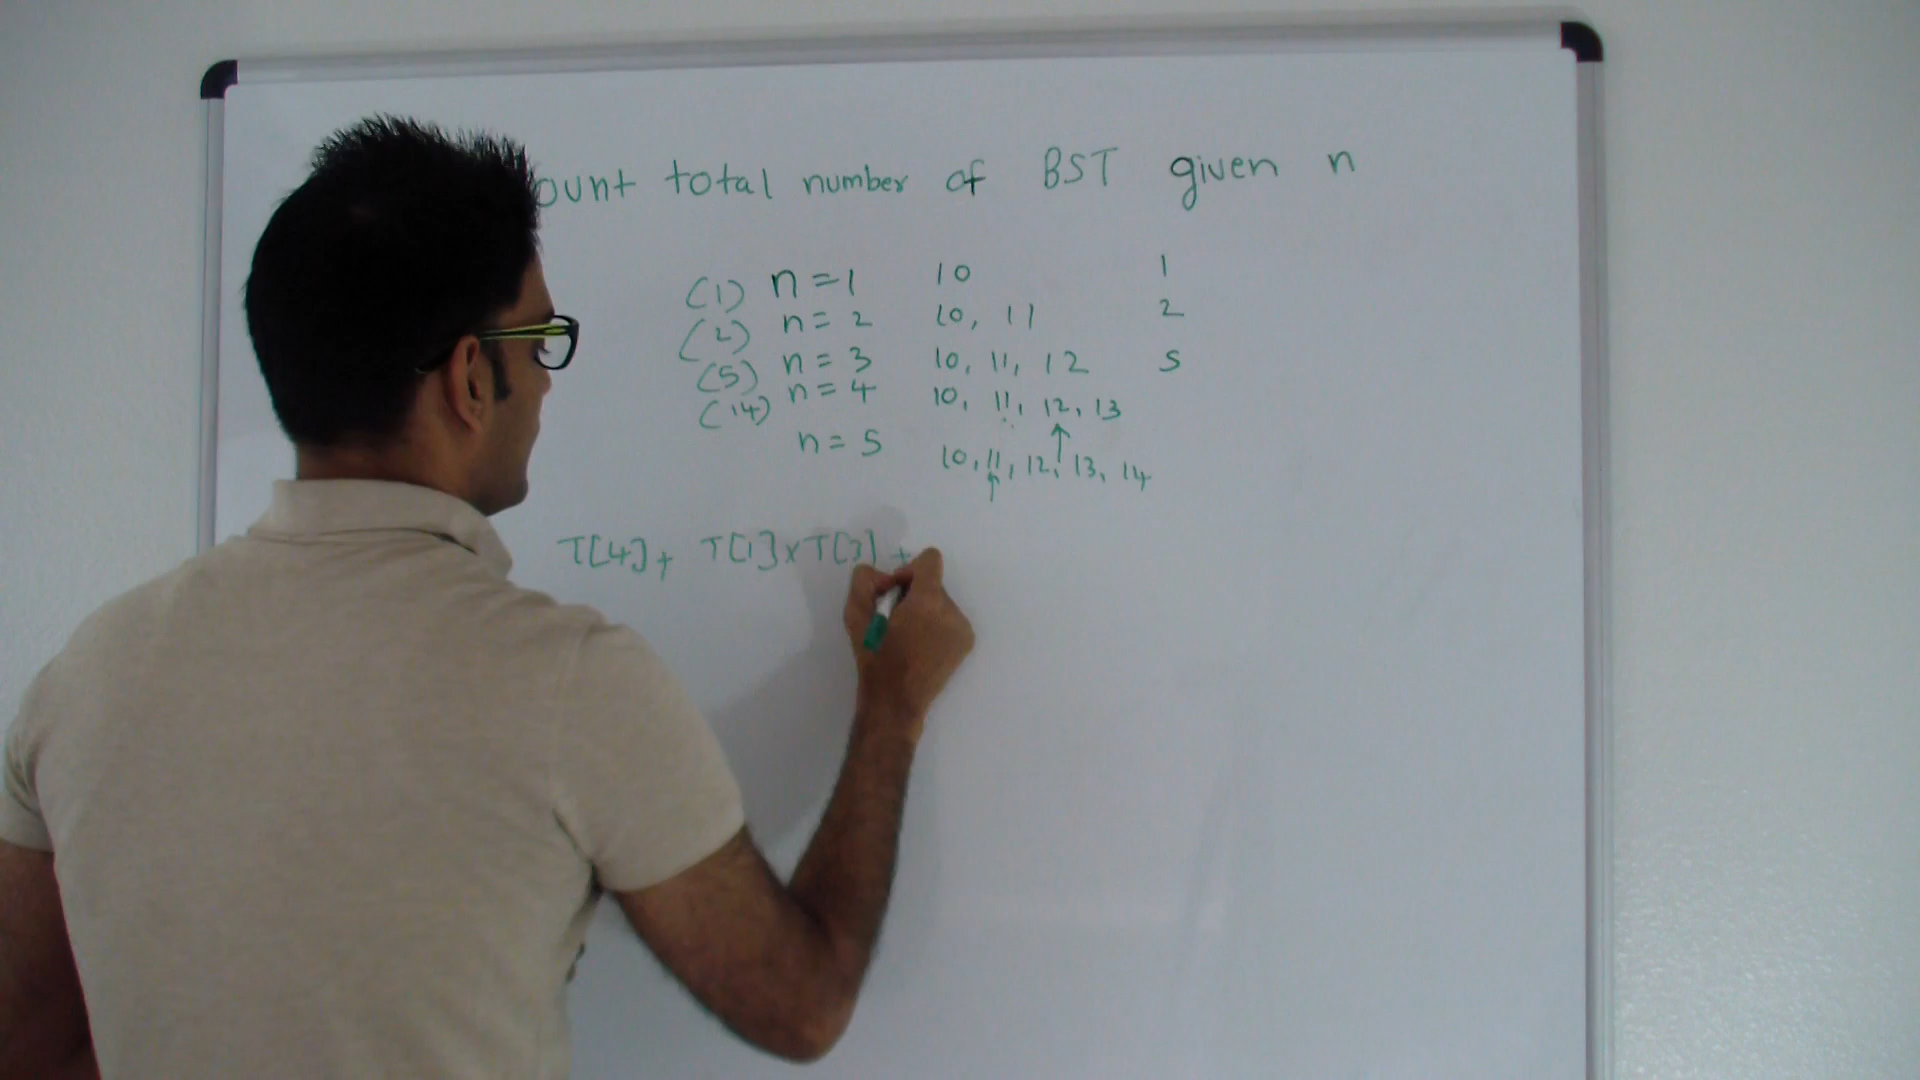 ount total number of BST given n
(1) n=1 10 1
(2) n=2 10, 11 2
(5) n=3 10, 11, 12 5
(14) n=4 10, 11, 12, 13
n=5 10, 11, 12, 13, 14
T[4]+ T[1]xT[3] +